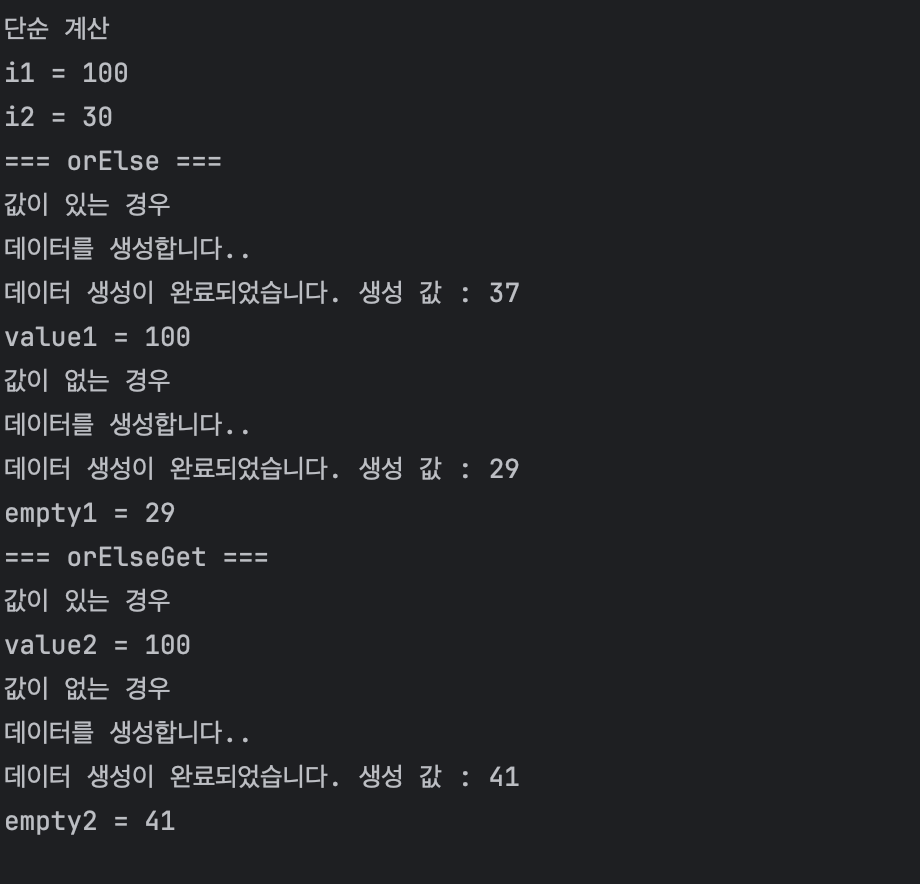 단순 계산
i1 = 100
i2 = 30
=== orElse ===
값이 있는 경우
데이터를 생성합니다..
데이터 생성이 완료되었습니다. 생성 값 : 37
value1 = 100
값이 없는 경우
데이터를 생성합니다..
데이터 생성이 완료되었습니다. 생성 값 : 29
empty1 = 29
=== orElseGet ===
값이 있는 경우
value2 = 100
값이 없는 경우
데이터를 생성합니다..
데이터 생성이 완료되었습니다. 생성 값 : 41
empty2 = 41